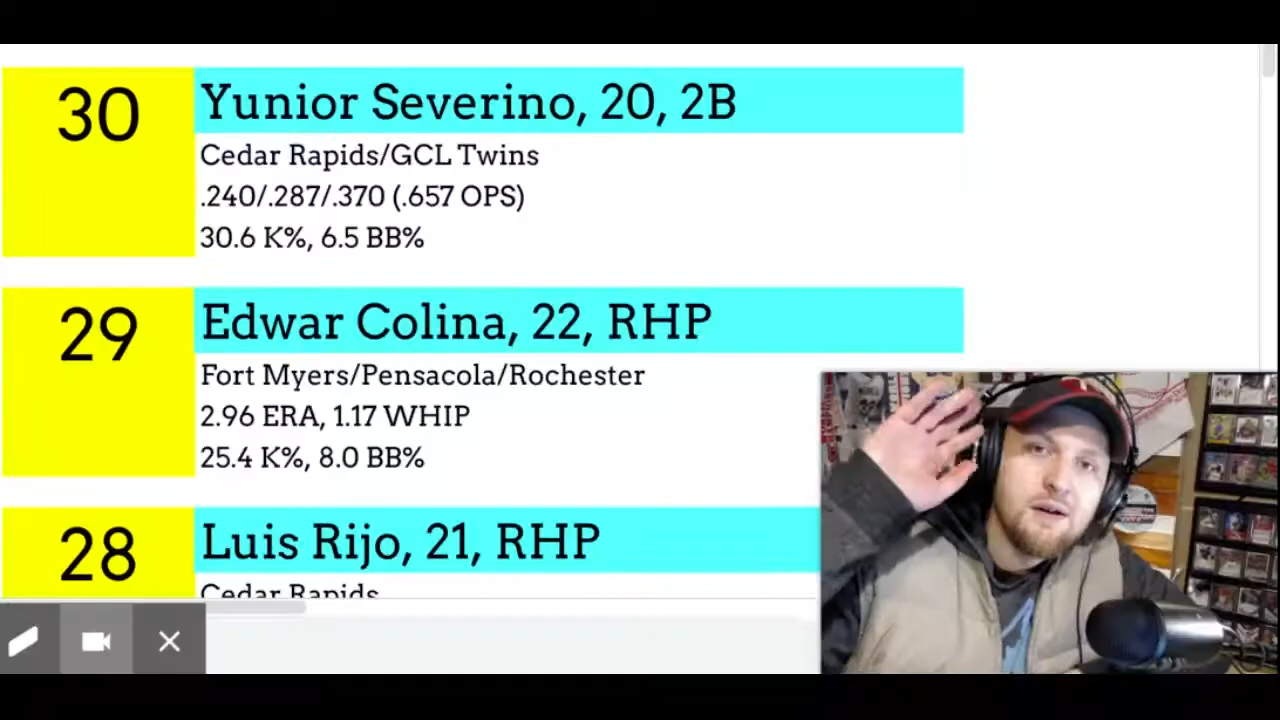 30
Yunior Severino, 20, 2B
Cedar Rapids/GCL Twins
.240/.287/.370 (.657 OPS)
30.6 K%, 6.5 BB%
29
Edwar Colina, 22, RHP
Fort Myers/Pensacola/Rochester
2.96 ERA, 1.17 WHIP
25.4 K%, 8.0 BB%
28
Luis Rijo, 21, RHP
Cedar Rapids